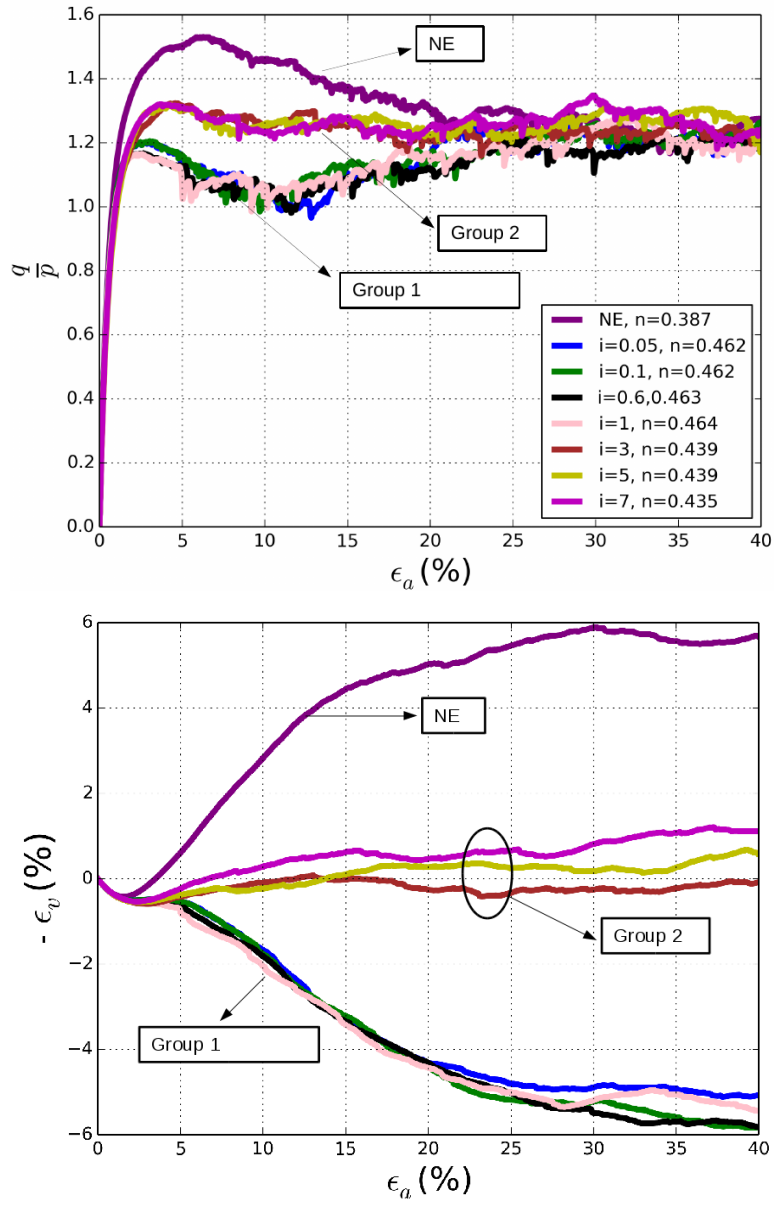 1.6
1.4
1.2
1.0
0.8
0.6
0.4
0.2
0.0
q
p̅
NE
Group 2
Group 1
NE, n=0.387
i=0.05, n=0.462
i=0.1, n=0.462
i=0.6,0.463
i=1, n=0.464
i=3, n=0.439
i=5, n=0.439
i=7, n=0.435
0 5 10 15 20 25 30 35 40
ϵa (%)
6
4
2
0
−2
−4
−6
- ϵv (%)
NE
Group 2
Group 1
0 5 10 15 20 25 30 35 40
ϵa (%)